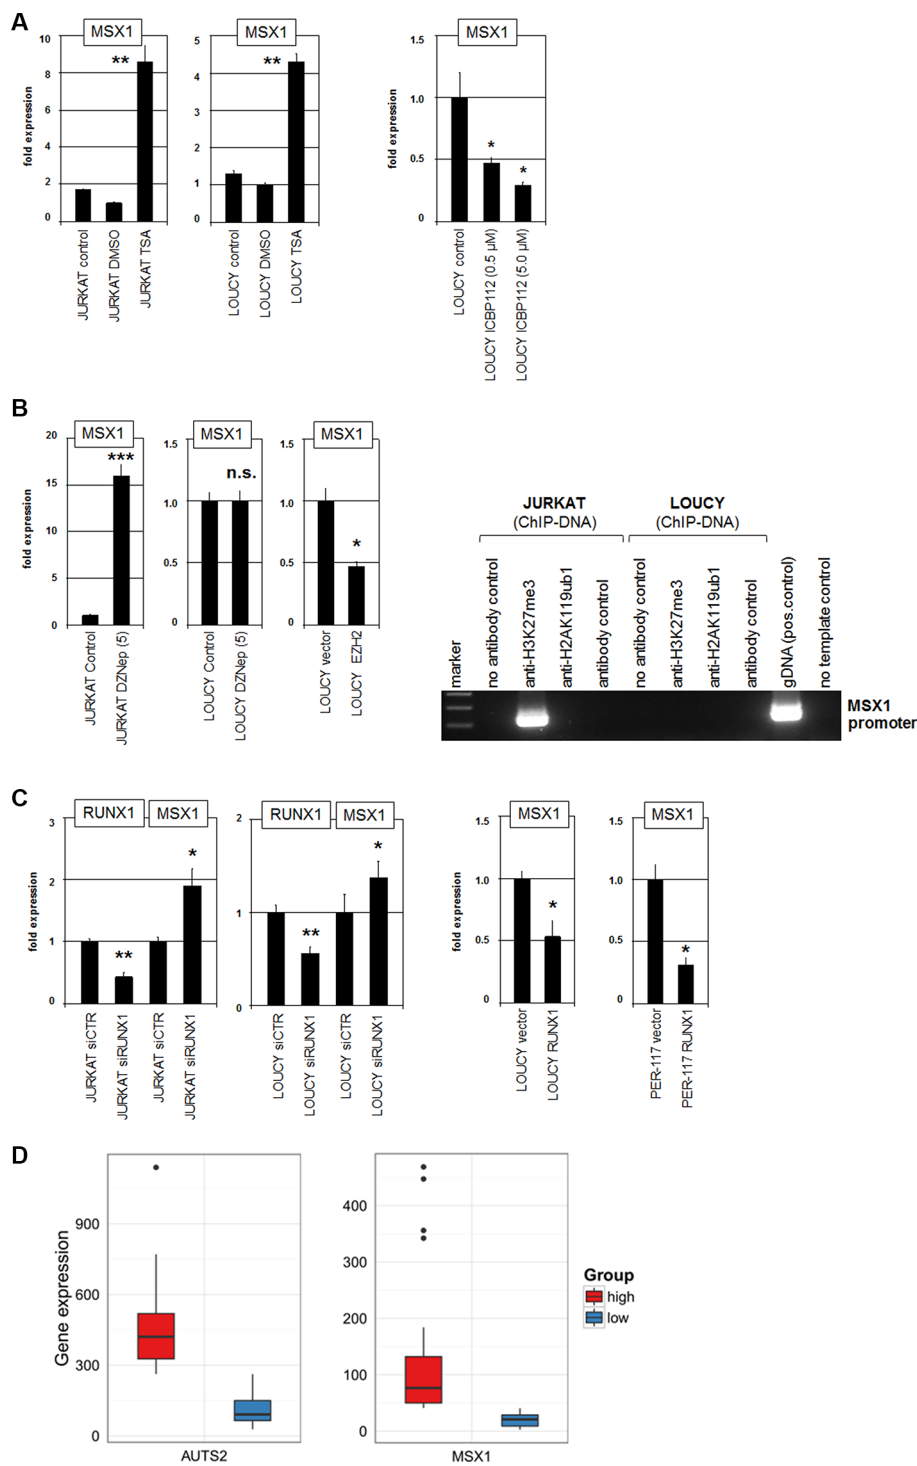 A
MSX1
fold expression
10
8
6
4
2
0
**
JURKAT control
JURKAT DMSO
JURKAT TSA
MSX1
5
4
3
2
1
0
**
LOUCY control
LOUCY DMSO
LOUCY TSA
MSX1
fold expression
1.5
1.0
0.5
0
*
*
LOUCY control
LOUCY ICBP112 (0.5 µM)
LOUCY ICBP112 (5.0 µM)
B
MSX1
fold expression
20
15
10
5
0
***
JURKAT Control
JURKAT DZNep (5)
MSX1
1.5
1.0
0.5
0
n.s.
LOUCY Control
LOUCY DZNep (5)
MSX1
1.5
1.0
0.5
0
*
LOUCY vector
LOUCY EZH2
JURKAT
(ChIP-DNA)
LOUCY
(ChIP-DNA)
marker
no antibody control
anti-H3K27me3
anti-H2AK119ub1
antibody control
no antibody control
anti-H3K27me3
anti-H2AK119ub1
antibody control
gDNA (pos.control)
no template control
MSX1
promoter
C
RUNX1
MSX1
fold expression
3
2
1
0
**
*
JURKAT siCTR
JURKAT siRUNX1
JURKAT siCTR
JURKAT siRUNX1
RUNX1
MSX1
2
1
0
**
*
LOUCY siCTR
LOUCY siRUNX1
LOUCY siCTR
LOUCY siRUNX1
MSX1
fold expression
1.5
1.0
0.5
0
*
LOUCY vector
LOUCY RUNX1
MSX1
1.5
1.0
0.5
0
*
PER-117 vector
PER-117 RUNX1
D
Gene expression
900
600
300
0
AUTS2
400
300
200
100
0
MSX1
Group
high
low